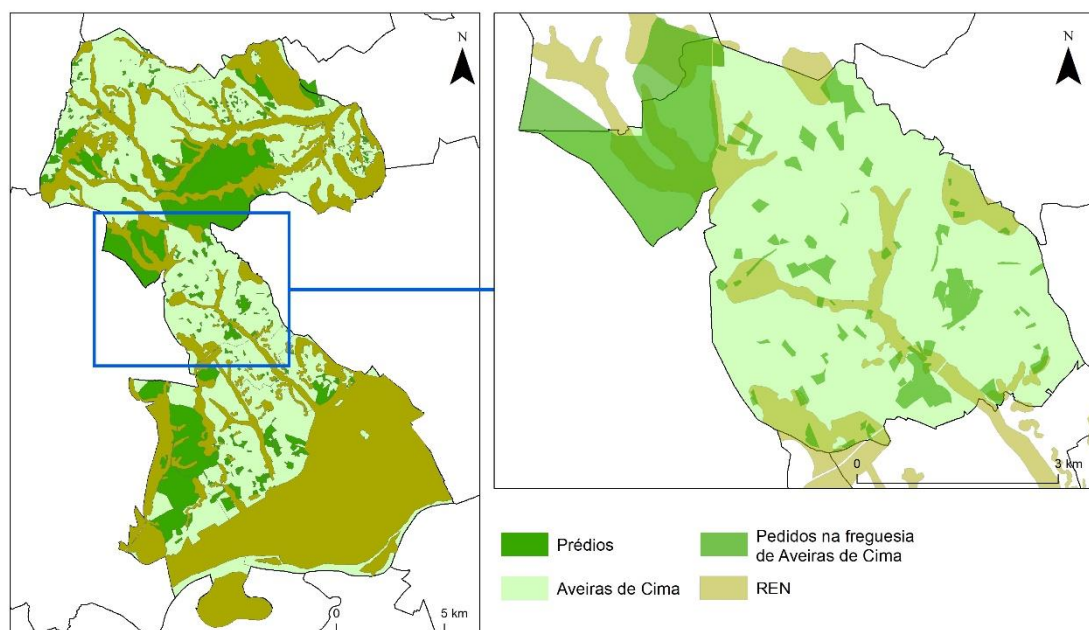 N
0
5 km
N
0
3 km
Prédios
Aveiras de Cima
Pedidos na freguesia
de Aveiras de Cima
REN